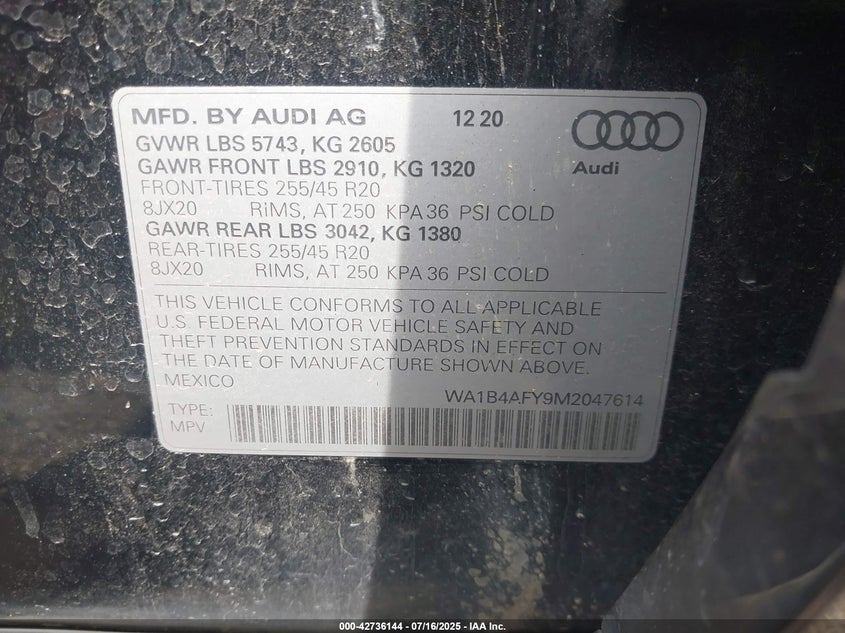 MFD. BY AUDI AG 12 20
GVWR LBS 5743, KG 2605
GAWR FRONT LBS 2910, KG 1320
Audi
FRONT-TIRES 255/45 R20
8JX20 RIMS, AT 250 KPA 36 PSI COLD
GAWR REAR LBS 3042, KG 1380
REAR-TIRES 255/45 R20
8JX20 RIMS, AT 250 KPA 36 PSI COLD
THIS VEHICLE CONFORMS TO ALL APPLICABLE
U.S. FEDERAL MOTOR VEHICLE SAFETY AND
THEFT PREVENTION STANDARDS IN EFFECT ON
THE DATE OF MANUFACTURE SHOWN ABOVE.
MEXICO
WA1B4AFY9M2047614
TYPE:
MPV
000-42736144 - 07/16/2025 - IAA Inc.